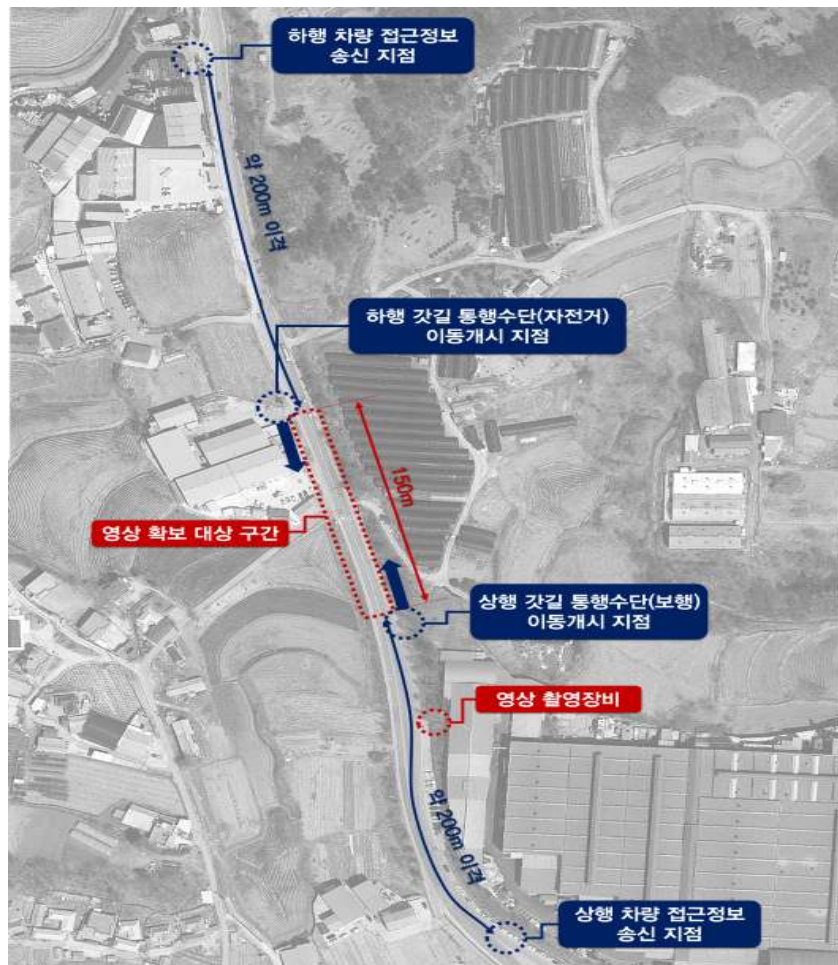 하행 차량 접근정보
송신 지점
약 200m 이격
하행 갓길 통행수단(자전거)
이동개시 지점
150m
영상 확보 대상 구간
상행 갓길 통행수단(보행)
이동개시 지점
영상 촬영장비
약 200m 이격
상행 차량 접근정보
송신 지점